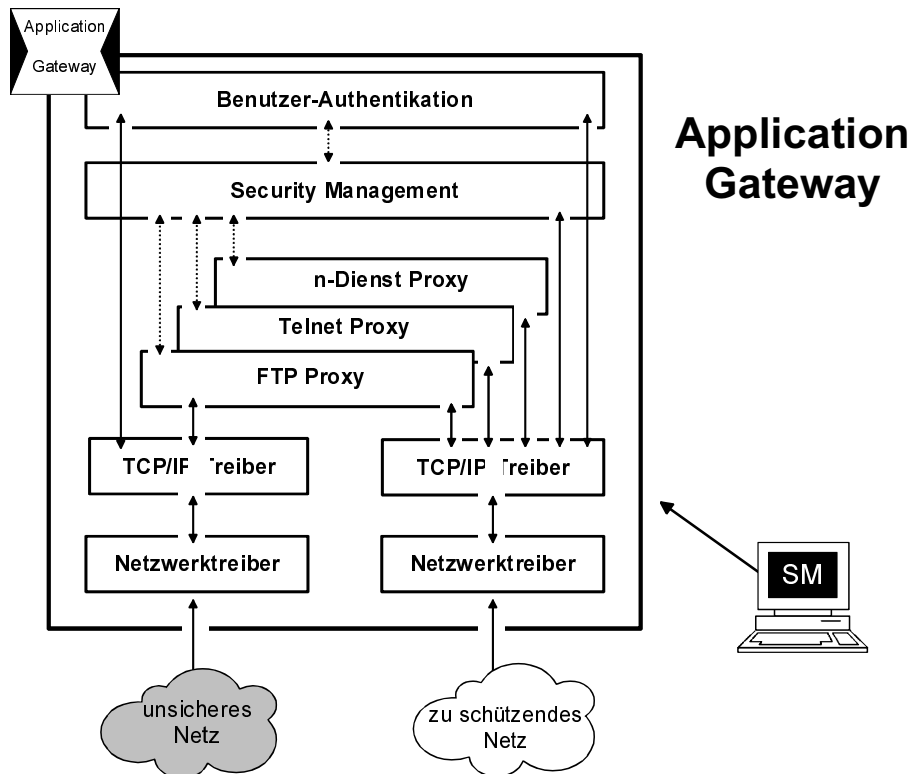 Application
Gateway
Benutzer-Authentikation
Application
Gateway
Security Management
n-Dienst Proxy
Telnet Proxy
FTP Proxy
TCP/IP Treiber
TCP/IP Treiber
Netzwerktreiber
Netzwerktreiber
SM
unsicheres
Netz
zu schützendes
Netz